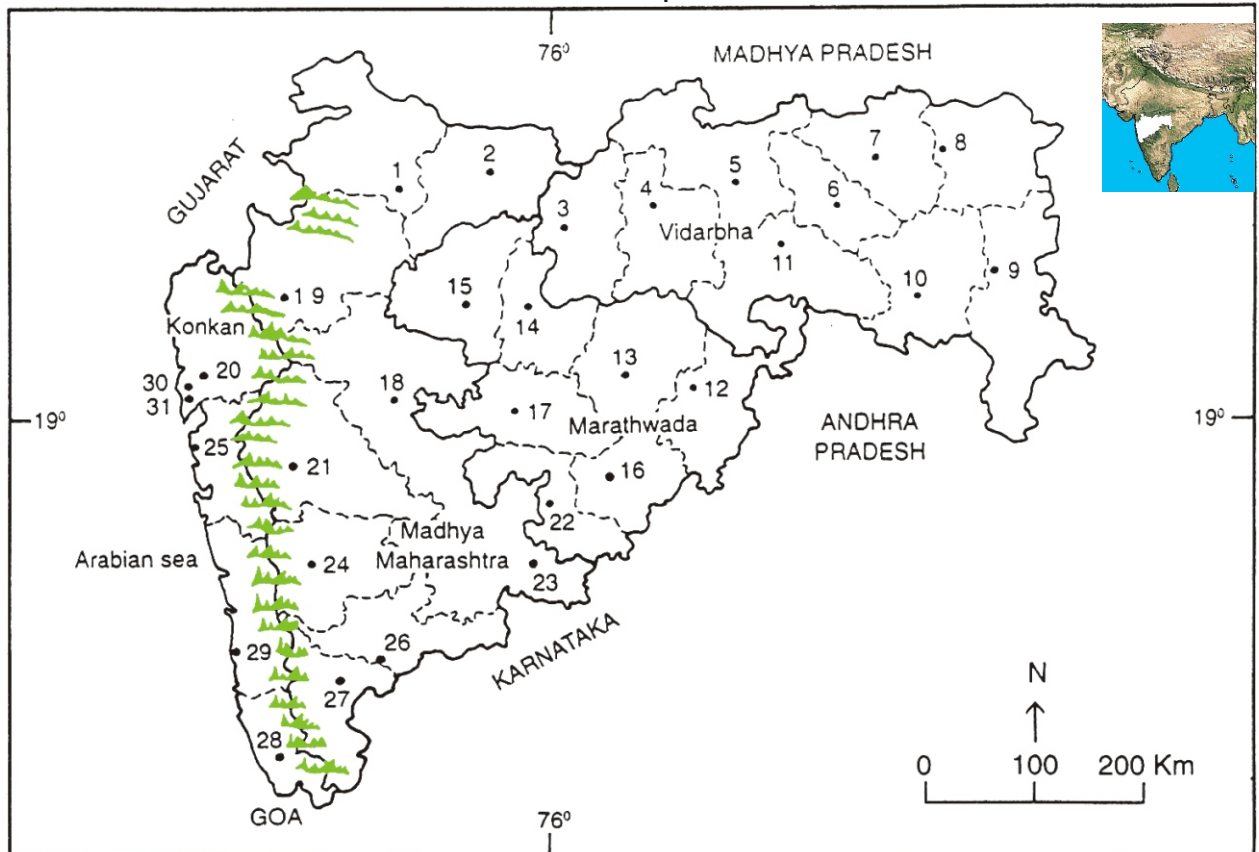 76⁰
MADHYA PRADESH
GUJARAT
1
2
3
4
5
6
7
8
Vidarbha
9
10
11
15
14
19
Konkan
13
12
20
30
31
18
17
Marathwada
19⁰
19⁰
ANDHRA
PRADESH
25
21
16
22
Madhya
Maharashtra
Arabian sea
24
23
KARNATAKA
29
26
27
28
GOA
76⁰
N
0 100 200 Km